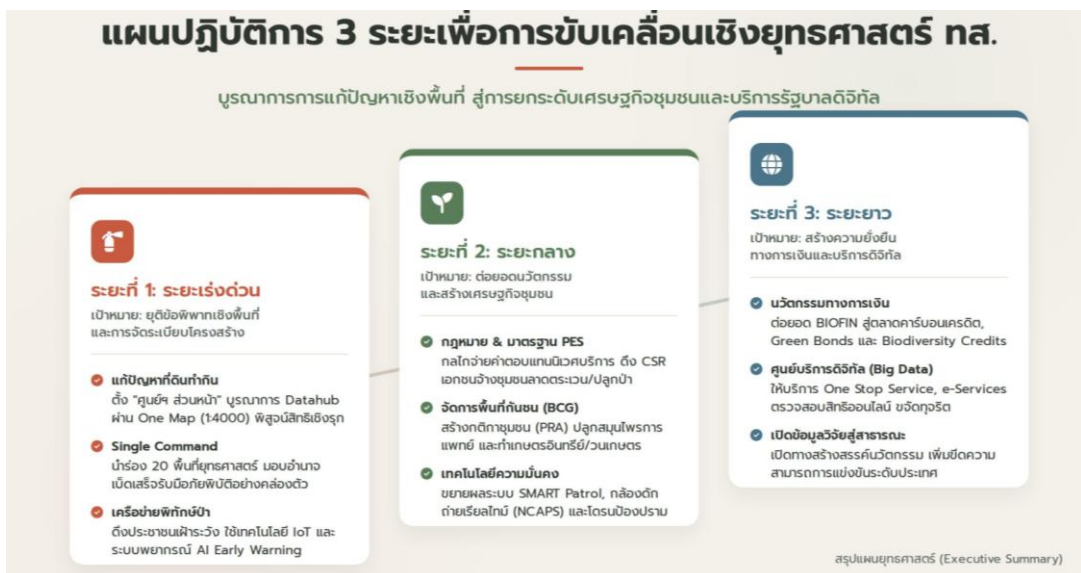 แผนปฏิบัติการ 3 ระยะเพื่อการขับเคลื่อนเชิงยุทธศาสตร์ ทส.
บูรณาการการแก้ปัญหาเชิงพื้นที่ สู่การยกระดับเศรษฐกิจชุมชนและบริการรัฐบาลดิจิทัล
ระยะที่ 1: ระยะเร่งด่วน
เป้าหมาย: ยุติข้อพิพาทเชิงพื้นที่
และการจัดระเบียบโครงสร้าง
แก้ปัญหาที่ดินทำกิน
ตั้ง "ศูนย์ฯ ส่วนหน้า" บูรณาการ Datahub
ผ่าน One Map (1:4000) พิสูจน์สิทธิเชิงรุก
Single Command
นำร่อง 20 พื้นที่ยุทธศาสตร์ มอบอำนาจ
เบ็ดเสร็จรับมือภัยพิบัติอย่างคล่องตัว
เครือข่ายพิทักษ์ป่า
ดึงประชาชนเฝ้าระวัง ใช้เทคโนโลยี IoT และ
ระบบพยากรณ์ AI Early Warning
ระยะที่ 2: ระยะกลาง
เป้าหมาย: ต่อยอดนวัตกรรม
และสร้างเศรษฐกิจชุมชน
กฎหมาย & มาตรฐาน PES
กลไกจ่ายค่าตอบแทนนิเวศบริการ ดึง CSR
เอกชนจ้างชุมชนลาดตระเวน/ปลูกป่า
จัดการพื้นที่กันชน (BCG)
สร้างกติกาชุมชน (PRA) ปลูกสมุนไพรการ
แพทย์ และทำเกษตรอินทรีย์/วนเกษตร
เทคโนโลยีความมั่นคง
ขยายผลระบบ SMART Patrol, กล้องดัก
ถ่ายเรียลไทม์ (NCAPS) และโดรนป้องปราม
ระยะที่ 3: ระยะยาว
เป้าหมาย: สร้างความยั่งยืน
ทางการเงินและบริการดิจิทัล
นวัตกรรมทางการเงิน
ต่อยอด BIOFIN สู่ตลาดคาร์บอนเครดิต,
Green Bonds และ Biodiversity Credits
ศูนย์บริการดิจิทัล (Big Data)
ให้บริการ One Stop Service, e-Services
ตรวจสอบสิทธิออนไลน์ ขจัดทุจริต
เปิดข้อมูลวิจัยสู่สาธารณะ
เปิดทางสร้างสรรค์นวัตกรรม เพิ่มขีดความ
สามารถการแข่งขันระดับประเทศ
สรุปแผนยุทธศาสตร์ (Executive Summary)